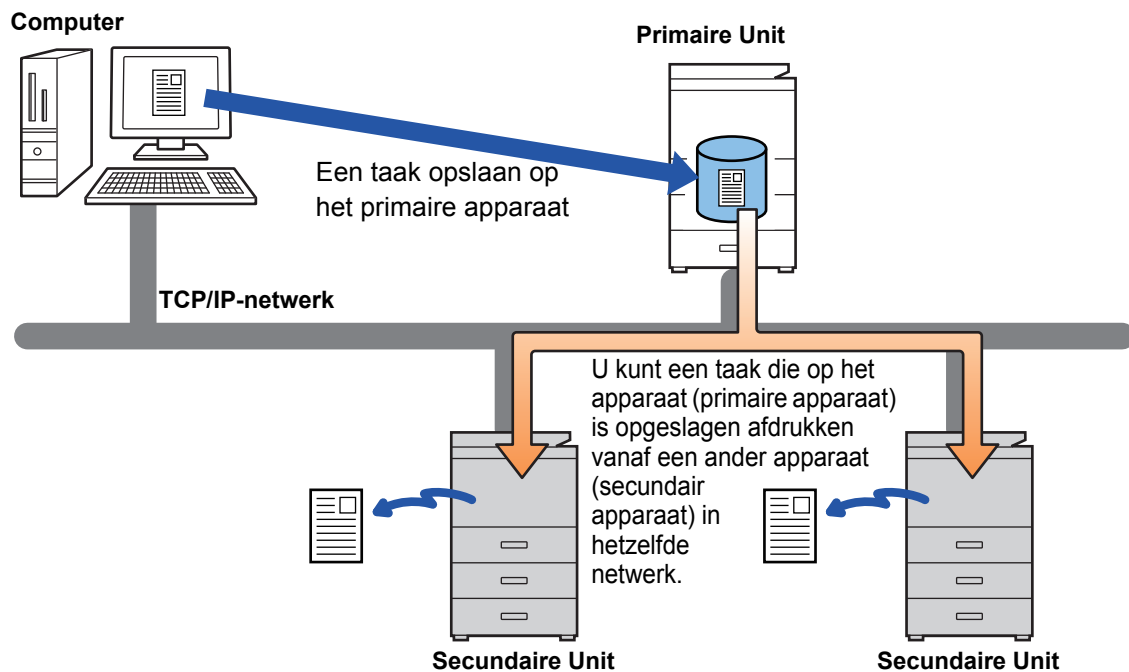 Computer
Primaire Unit
Een taak opslaan op
het primaire apparaat
TCP/IP-netwerk
U kunt een taak die op het
apparaat (primaire apparaat)
is opgeslagen afdrukken
vanaf een ander apparaat
(secundair
apparaat) in
hetzelfde
netwerk.
Secundaire Unit
Secundaire Unit